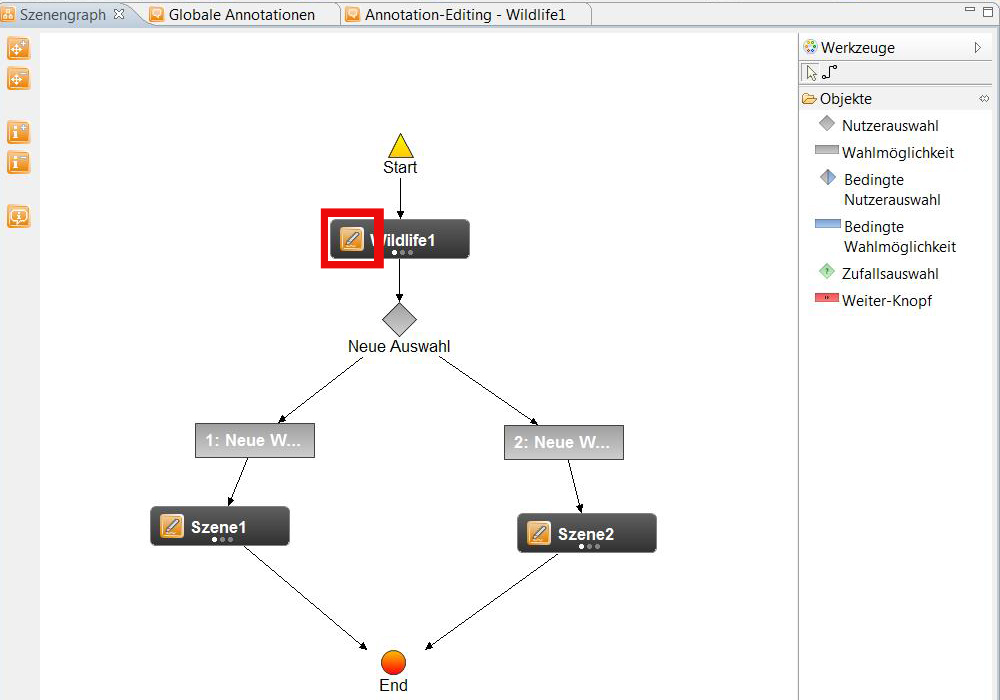 Szenengraph
Globale Annotationen
Annotation-Editing - Wildlife1
Werkzeuge
Objekte
Nutzerauswahl
Wahlmöglichkeit
Bedingte
Nutzerauswahl
Bedingte
Wahlmöglichkeit
Zufallsauswahl
Weiter-Knopf
Start
Wildlife1
Neue Auswahl
1: Neue W...
2: Neue W...
Szene1
Szene2
End